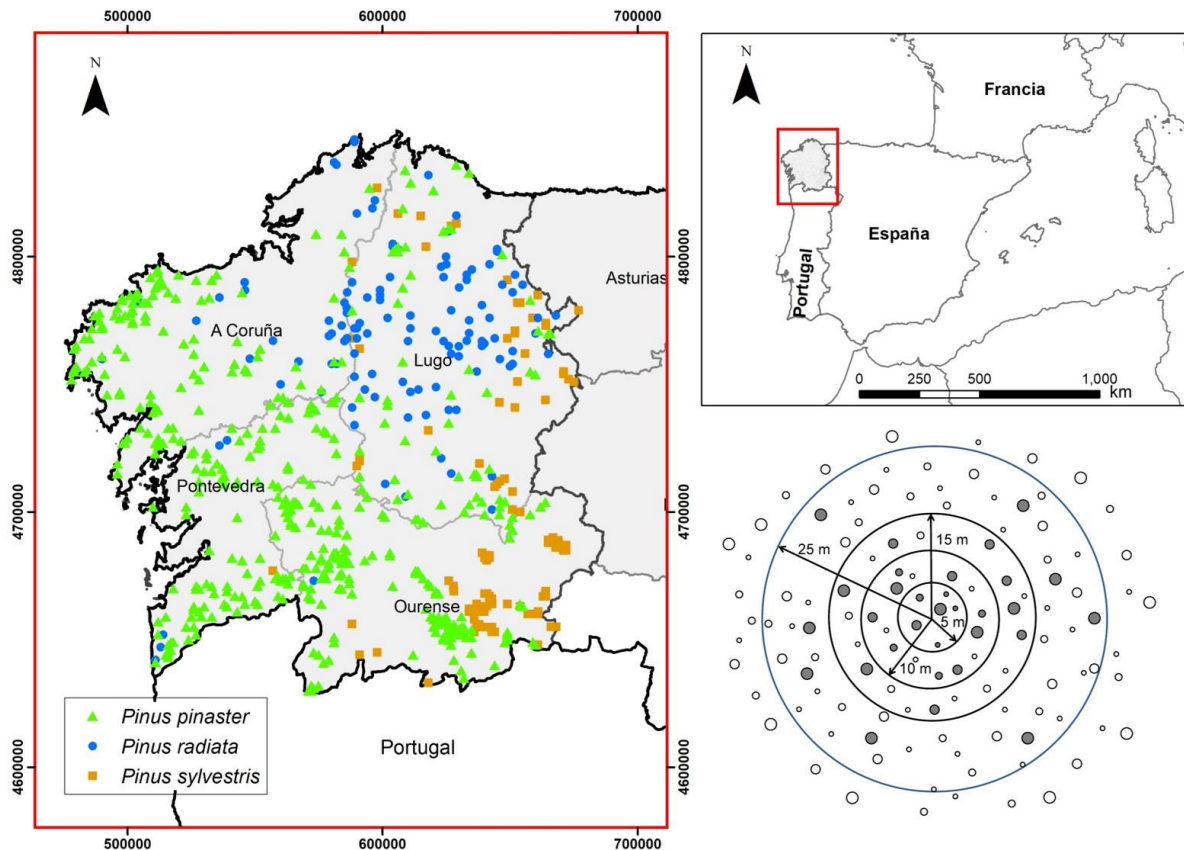 500000
600000
700000
N
4800000
4700000
4600000
A Coruña
Lugo
Asturias
Pontevedra
Ourense
Portugal
Pinus pinaster
Pinus radiata
Pinus sylvestris
4800000
4700000
4600000
500000
600000
700000
N
Francia
España
Portugal
0 250 500 1,000
km
15 m
25 m
5 m
10 m